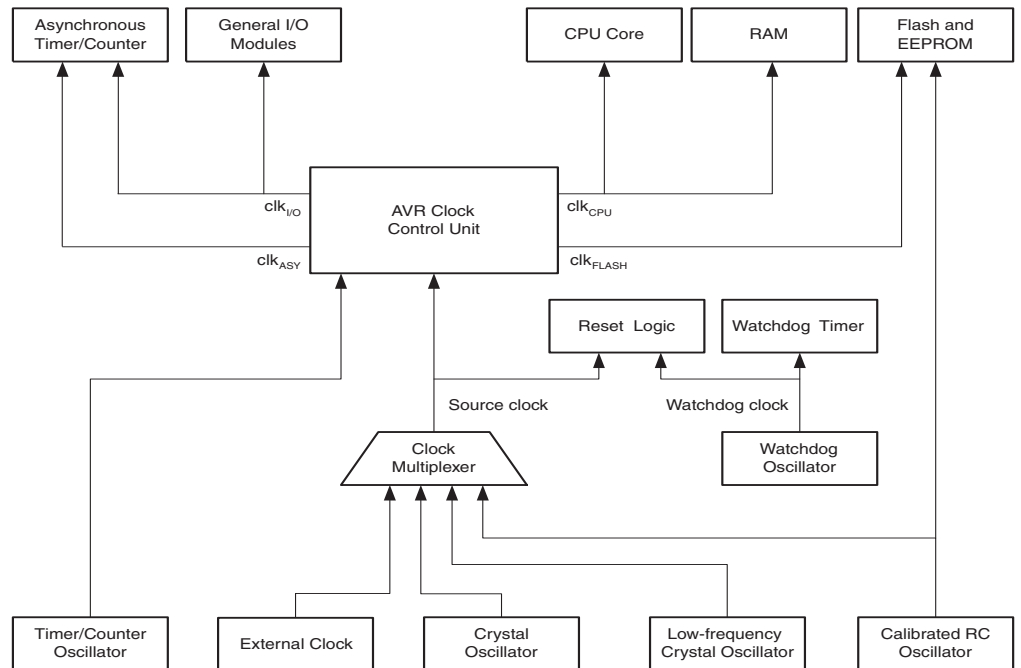 Asynchronous
Timer/Counter
General I/O
Modules
CPU Core
RAM
Flash and
EEPROM
clkI/O
AVR Clock
Control Unit
clkCPU
clkASY
clkFLASH
Reset Logic
Watchdog Timer
Source clock
Watchdog clock
Clock
Multiplexer
Watchdog
Oscillator
Timer/Counter
Oscillator
External Clock
Crystal
Oscillator
Low-frequency
Crystal Oscillator
Calibrated RC
Oscillator